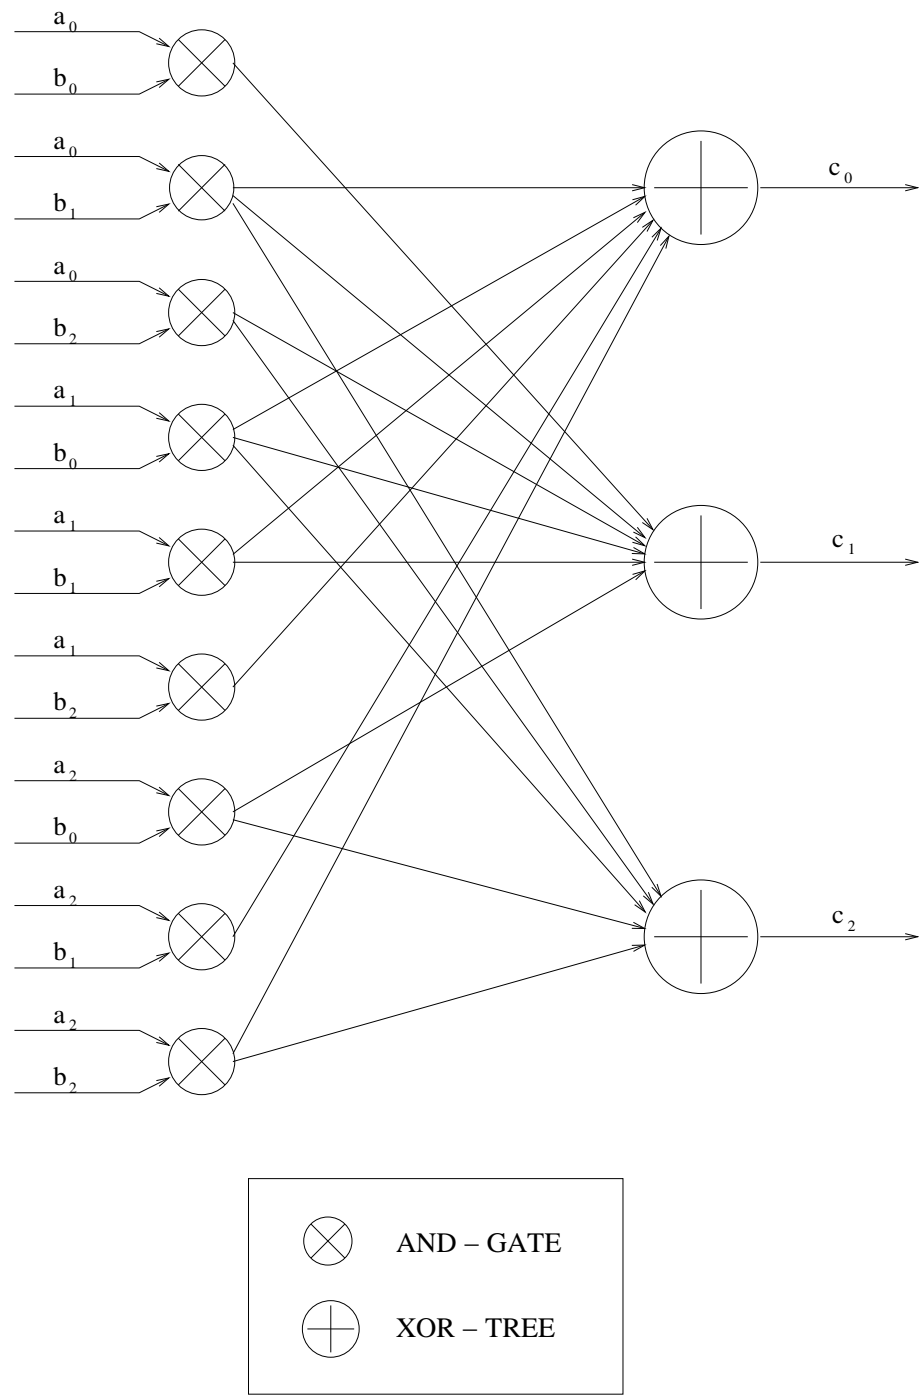 a₀
b₀
a₀
b₁
a₀
b₂
a₁
b₀
a₁
b₁
a₁
b₂
a₂
b₀
a₂
b₁
a₂
b₂
c₀
c₁
c₂
AND – GATE
XOR – TREE